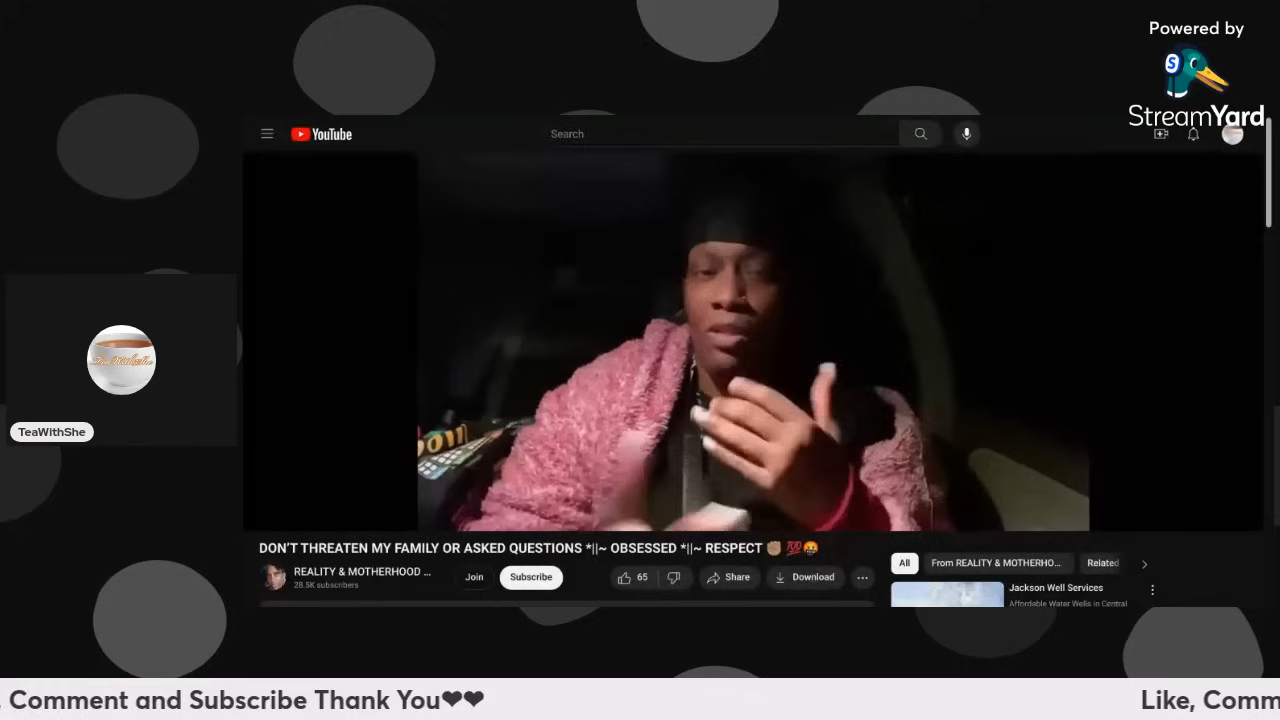 Powered by
StreamYard
YouTube
Search
TeaWithShe
DON'T THREATEN MY FAMILY OR ASKED QUESTIONS *||~ OBSESSED *||~ RESPECT ✊🏽 💯🤬
REALITY & MOTHERHOOD ...
28.5K subscribers
Join
Subscribe
65
Share
Download
All
From REALITY & MOTHERHO...
Related
Jackson Well Services
Affordable Water Wells in Central
, Comment and Subscribe Thank You❤❤
Like, Comm